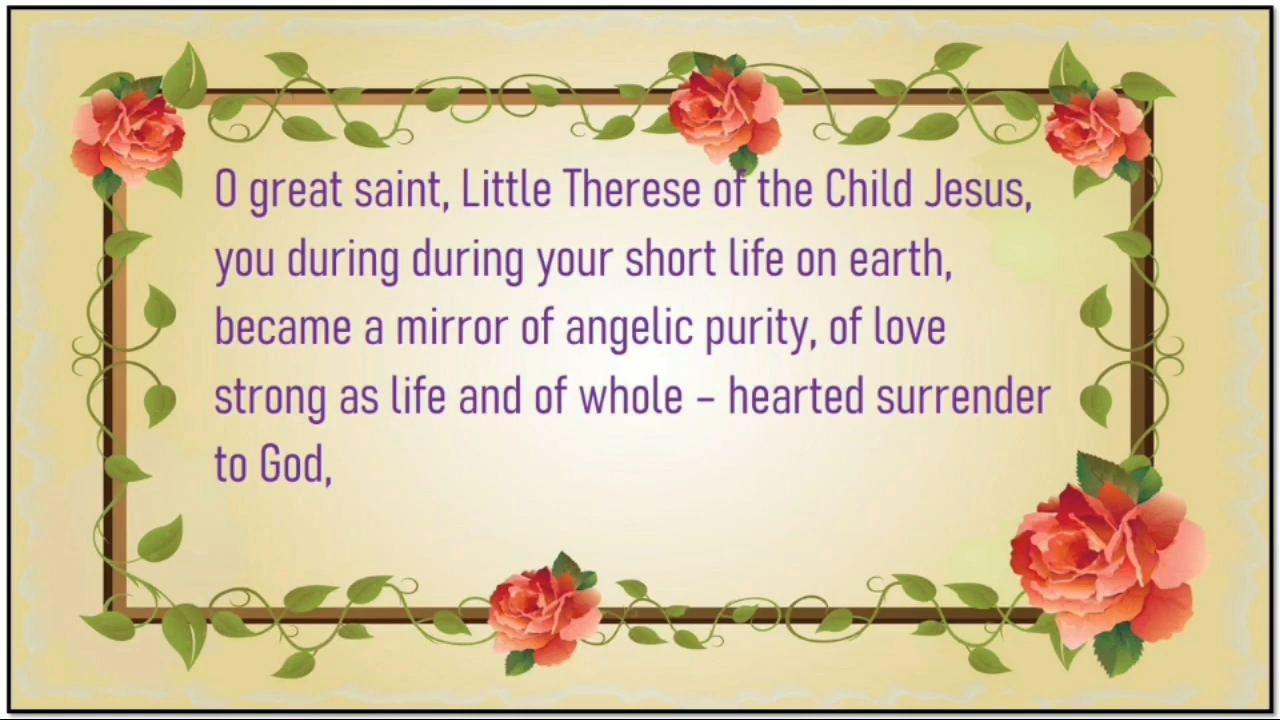 O great saint, Little Therese of the Child Jesus,
you during during your short life on earth,
became a mirror of angelic purity, of love
strong as life and of whole – hearted surrender
to God,